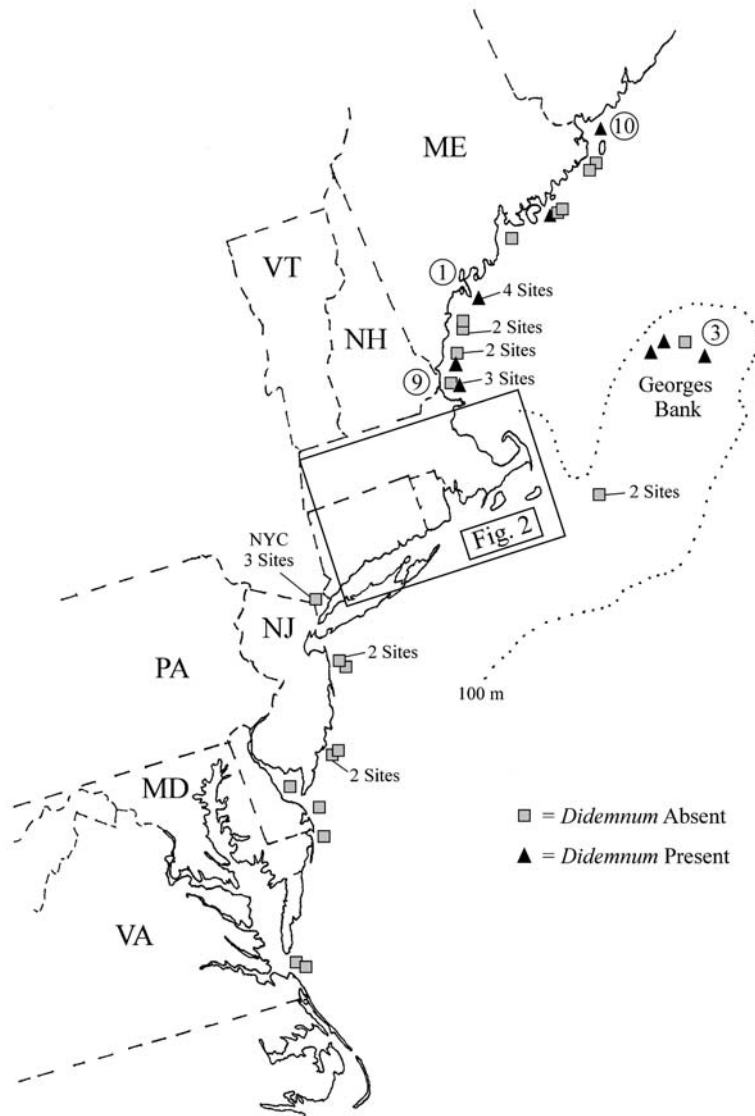 10
ME
VT
1
4 Sites
NH
2 Sites
3
2 Sites
9
3 Sites
Georges
Bank
2 Sites
Fig. 2
NYC
3 Sites
NJ
2 Sites
PA
100 m
2 Sites
MD
= Didemnum Absent
= Didemnum Present
VA